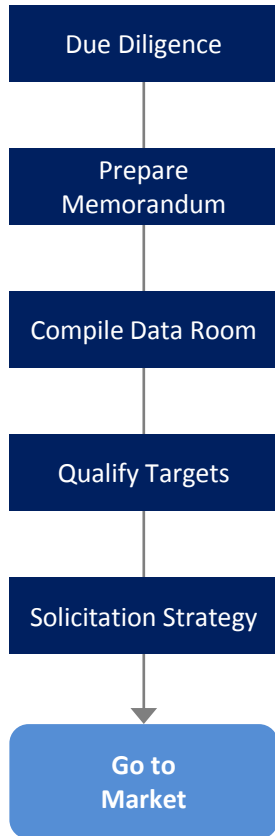 Due Diligence
Prepare
Memorandum
Compile Data Room
Qualify Targets
Solicitation Strategy
Go to
Market